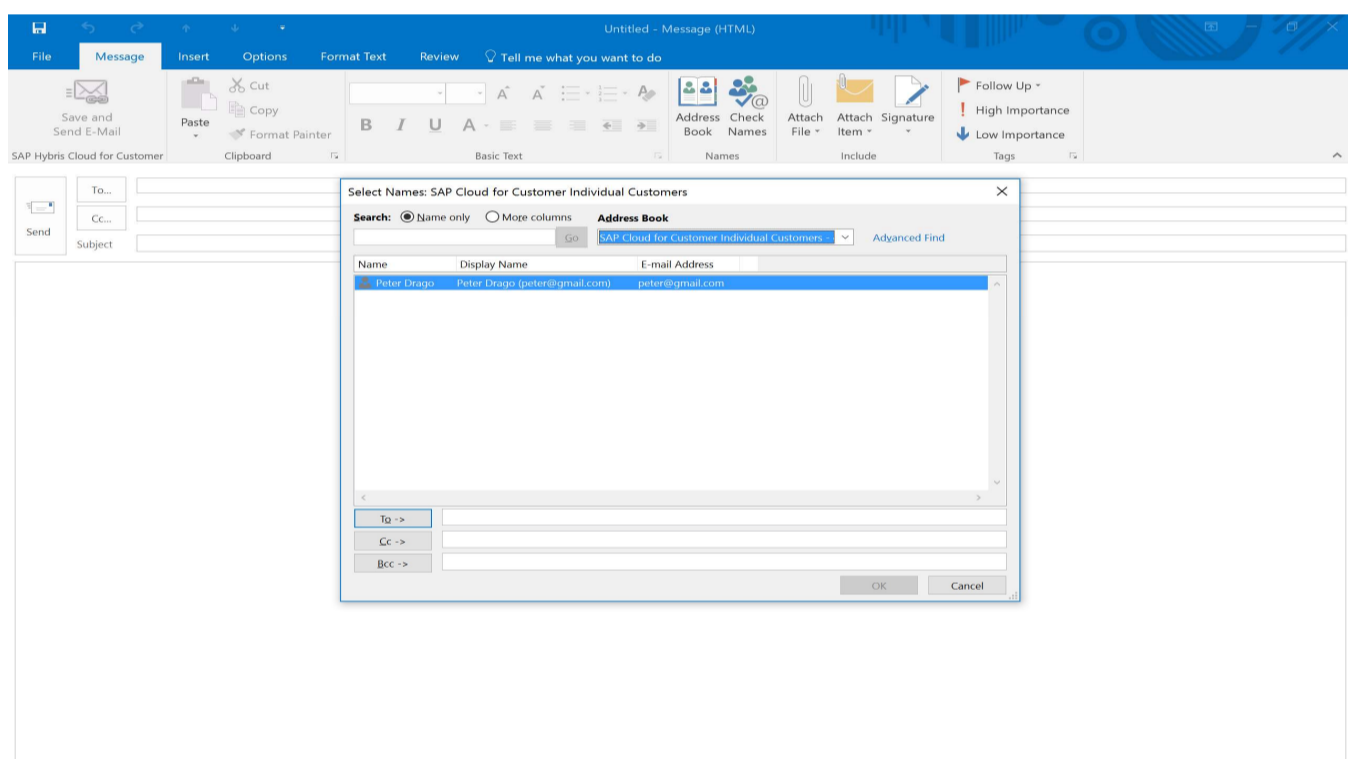 Untitled - Message (HTML)
File Message Insert Options Format Text Review Tell me what you want to do
Save and Send E-Mail
SAP Hybris Cloud for Customer
Paste
Cut
Copy
Format Painter
Clipboard
B I U A
A A
Basic Text
Address Book
Check Names
Names
Attach File
Attach Item
Signature
Include
Follow Up
High Importance
Low Importance
Tags
Send
To...
Cc...
Subject
Select Names: SAP Cloud for Customer Individual Customers
Search: Name only More columns Address Book
Go SAP Cloud for Customer Individual Customers - Advanced Find
Name Display Name E-mail Address
Peter Drago Peter Drago (peter@gmail.com) peter@gmail.com
To ->
Cc ->
Bcc ->
OK Cancel